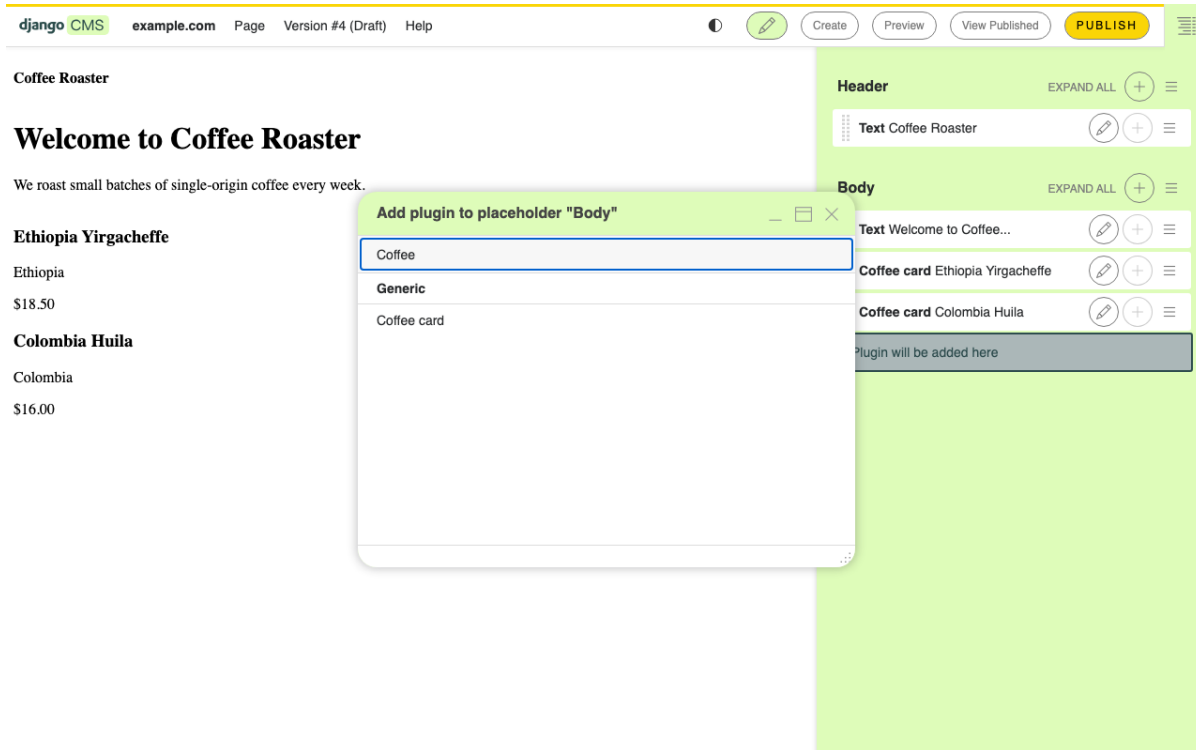 django CMS example.com Page Version #4 (Draft) Help Create Preview View Published PUBLISH
Coffee Roaster
Welcome to Coffee Roaster
We roast small batches of single-origin coffee every week.
Ethiopia Yirgacheffe
Ethiopia
$18.50
Colombia Huila
Colombia
$16.00
Add plugin to placeholder "Body"
Coffee
Generic
Coffee card
Header EXPAND ALL
Text Coffee Roaster
Body EXPAND ALL
Text Welcome to Coffee...
Coffee card Ethiopia Yirgacheffe
Coffee card Colombia Huila
Plugin will be added here